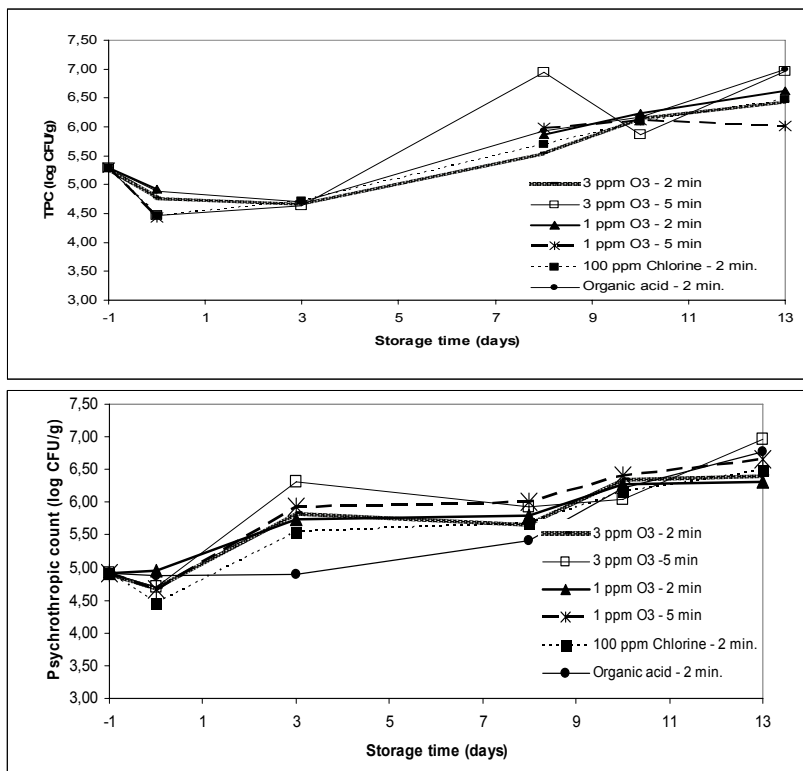 7,50
7,00
6,50
6,00
5,50
5,00
4,50
4,00
3,50
3,00
TPC (log CFU/g)
3 ppm O3 - 2 min
3 ppm O3 - 5 min
1 ppm O3 - 2 min
1 ppm O3 - 5 min
100 ppm Chlorine - 2 min.
Organic acid - 2 min.
-1 1 3 5 7 9 11 13
Storage time (days)
7,50
7,00
6,50
6,00
5,50
5,00
4,50
4,00
3,50
3,00
Psychrothropic count (log CFU/g)
3 ppm O3 - 2 min
3 ppm O3 -5 min
1 ppm O3 - 2 min
1 ppm O3 - 5 min
100 ppm Chlorine - 2 min.
Organic acid - 2 min.
-1 1 3 5 7 9 11 13
Storage time (days)